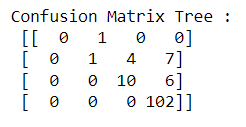 Confusion Matrix Tree :
[[ 0 1 0 0]
[ 0 1 4 7]
[ 0 0 10 6]
[ 0 0 0 102]]